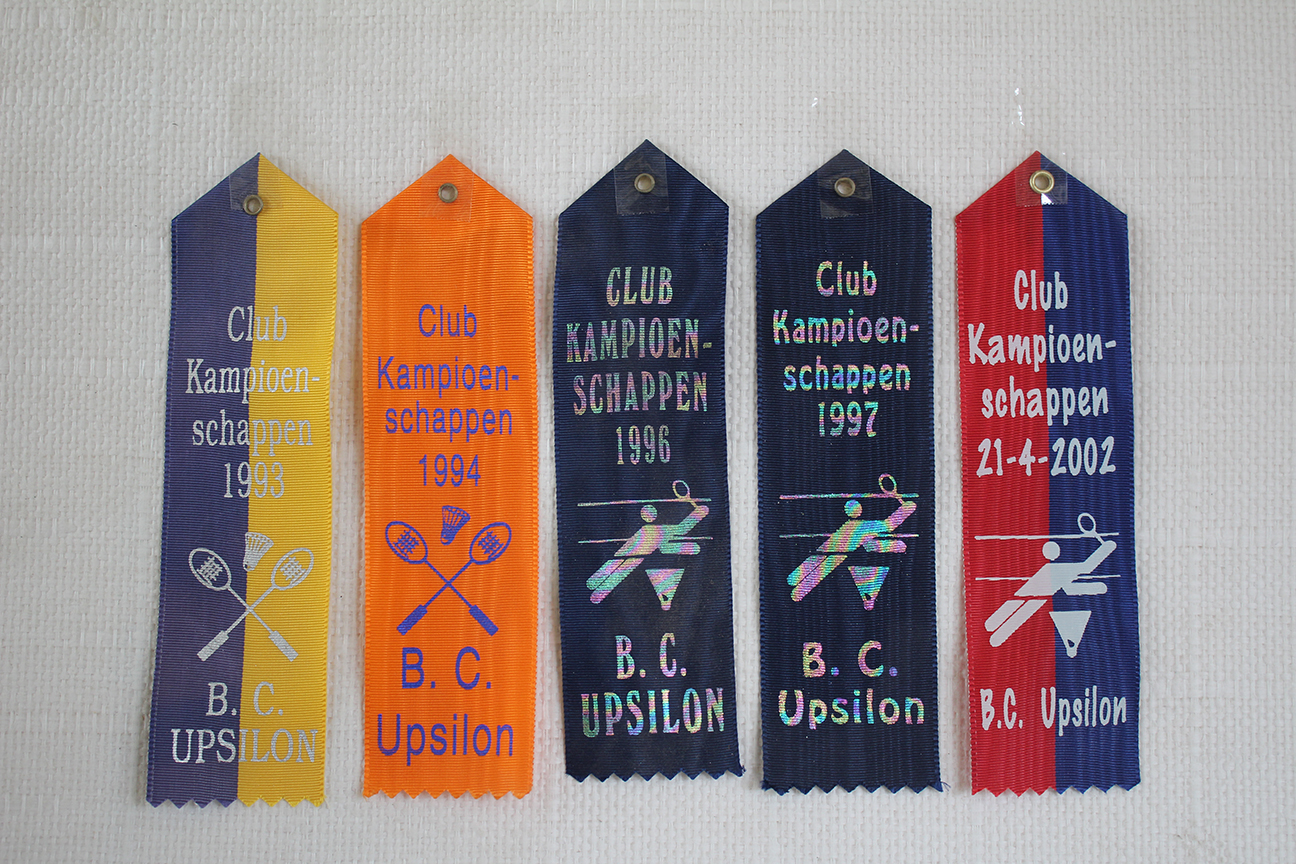 Club
Kampioen-
schappen
1993
B. C.
UPSILON
Club
Kampioen-
schappen
1994
B. C.
Upsilon
CLUB
KAMPIOEN-
SCHAPPEN
1996
B. C.
UPSILON
Club
Kampioen-
schappen
1997
B. C.
Upsilon
Club
Kampioen-
schappen
21-4-2002
B.C. Upsilon